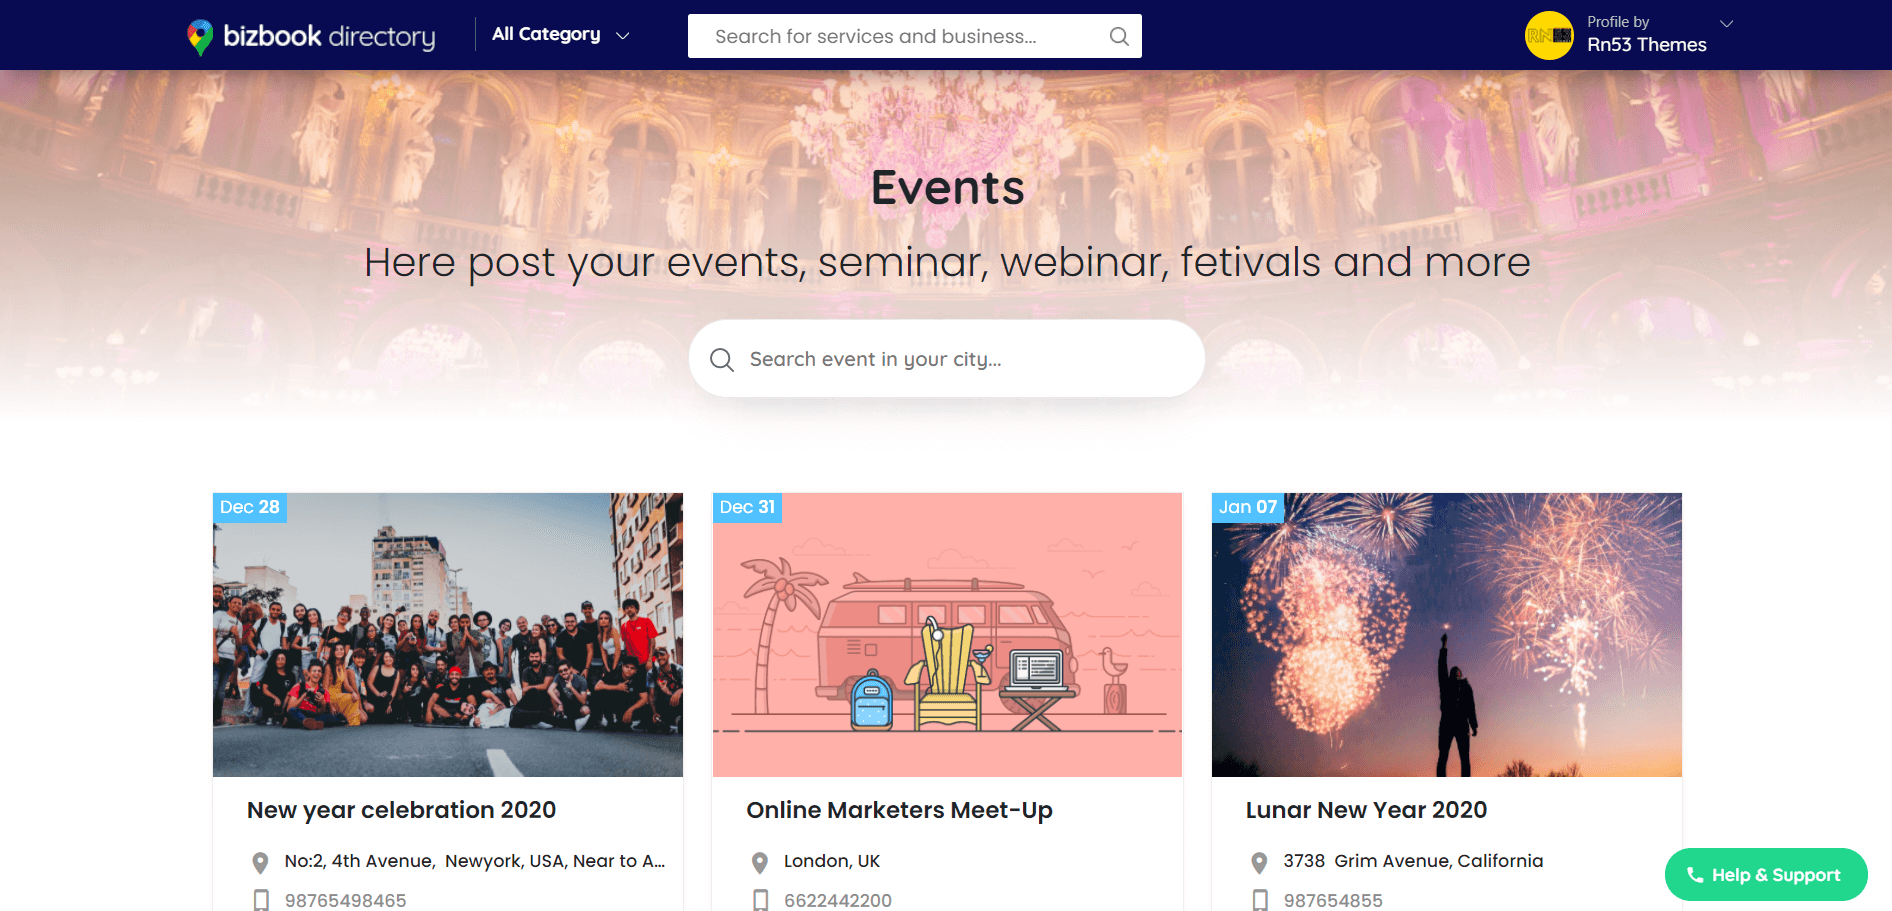 bizbook directory
All Category
Search for services and business...
RN53
Profile by
Rn53 Themes
Events
Here post your events, seminar, webinar, fetivals and more
Search event in your city...
Dec 28
Dec 31
Jan 07
New year celebration 2020
Online Marketers Meet-Up
Lunar New Year 2020
No:2, 4th Avenue, Newyork, USA, Near to A...
London, UK
3738 Grim Avenue, California
98765498465
6622442200
987654855
Help & Support